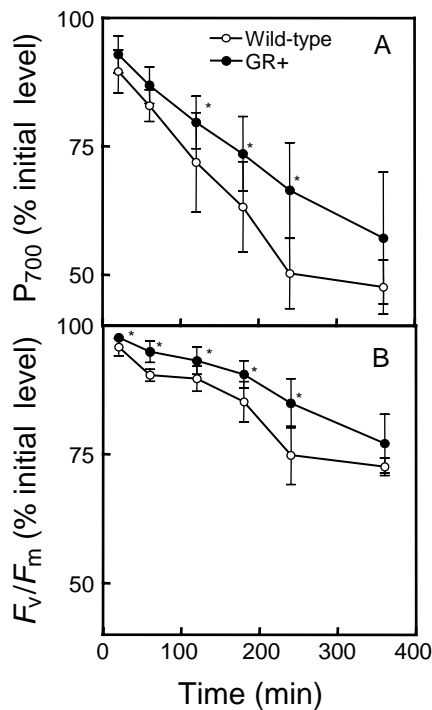 100
Wild-type
A
GR+
*
75
*
*
P700 (% initial level)
50
100
* B
*
*
*
*
75
Fv/Fm (% initial level)
50
0 100 200 300 400
Time (min)